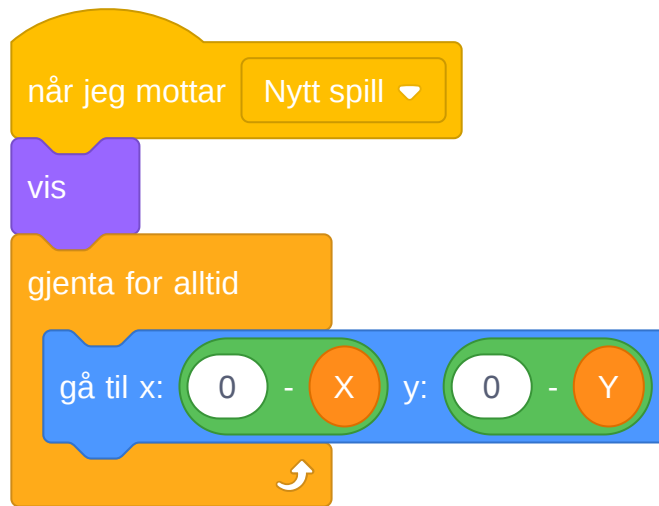 når jeg mottar Nytt spill
vis
gjenta for alltid
gå til x: 0 - X y: 0 - Y